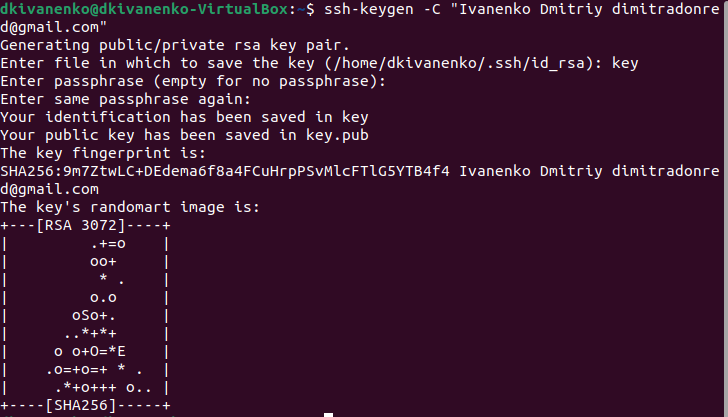 dkivanenko@dkivanenko-VirtualBox:~$ ssh-keygen -C "Ivanenko Dmitriy dimitradonre
d@gmail.com"
Generating public/private rsa key pair.
Enter file in which to save the key (/home/dkivanenko/.ssh/id_rsa): key
Enter passphrase (empty for no passphrase):
Enter same passphrase again:
Your identification has been saved in key
Your public key has been saved in key.pub
The key fingerprint is:
SHA256:9m7ZtwLC+DEdema6f8a4FCuHrpPSvMlcFTlG5YTB4f4 Ivanenko Dmitriy dimitradonre
d@gmail.com
The key's randomart image is:
+---[RSA 3072]----+
|          .+=o    |
|          oo+     |
|           * .    |
|          o.o     |
|        oSo+.     |
|       ..*+*+     |
|      o o+O=*E    |
|     .o=+o=+ * .  |
|      .*+o+++ o.. |
+----[SHA256]-----+